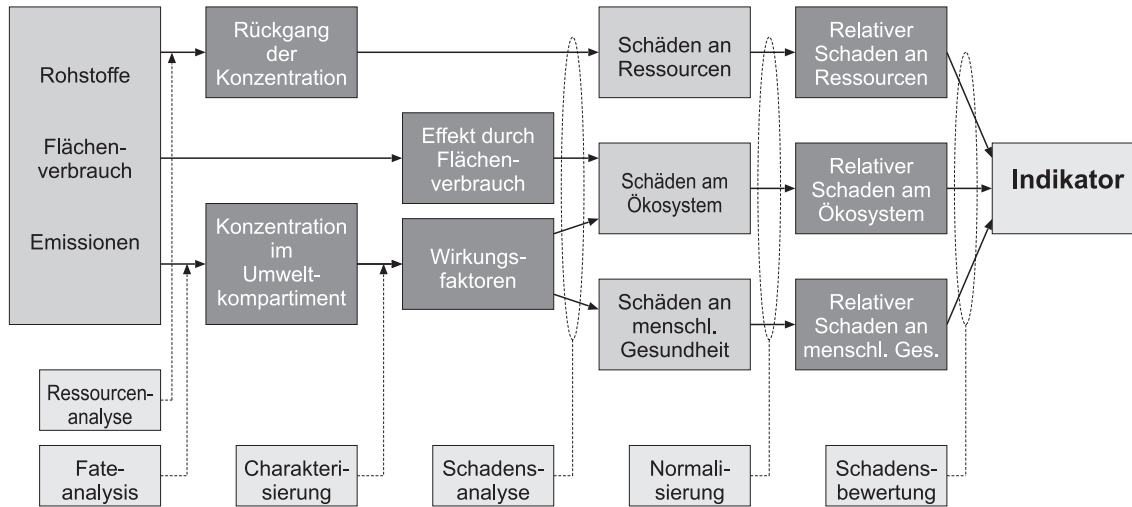 Rohstoffe
Flächen-
verbrauch
Emissionen
Rückgang
der
Konzentration
Schäden an
Ressourcen
Relativer
Schaden an
Ressourcen
Effekt durch
Flächen-
verbrauch
Schäden am
Ökosystem
Relativer
Schaden am
Ökosystem
Indikator
Konzentration
im
Umwelt-
kompartiment
Wirkungs-
faktoren
Schäden an
menschl.
Gesundheit
Relativer
Schaden an
menschl. Ges.
Ressourcen-
analyse
Fate-
analysis
Charakteri-
sierung
Schadens-
analyse
Normali-
sierung
Schadens-
bewertung